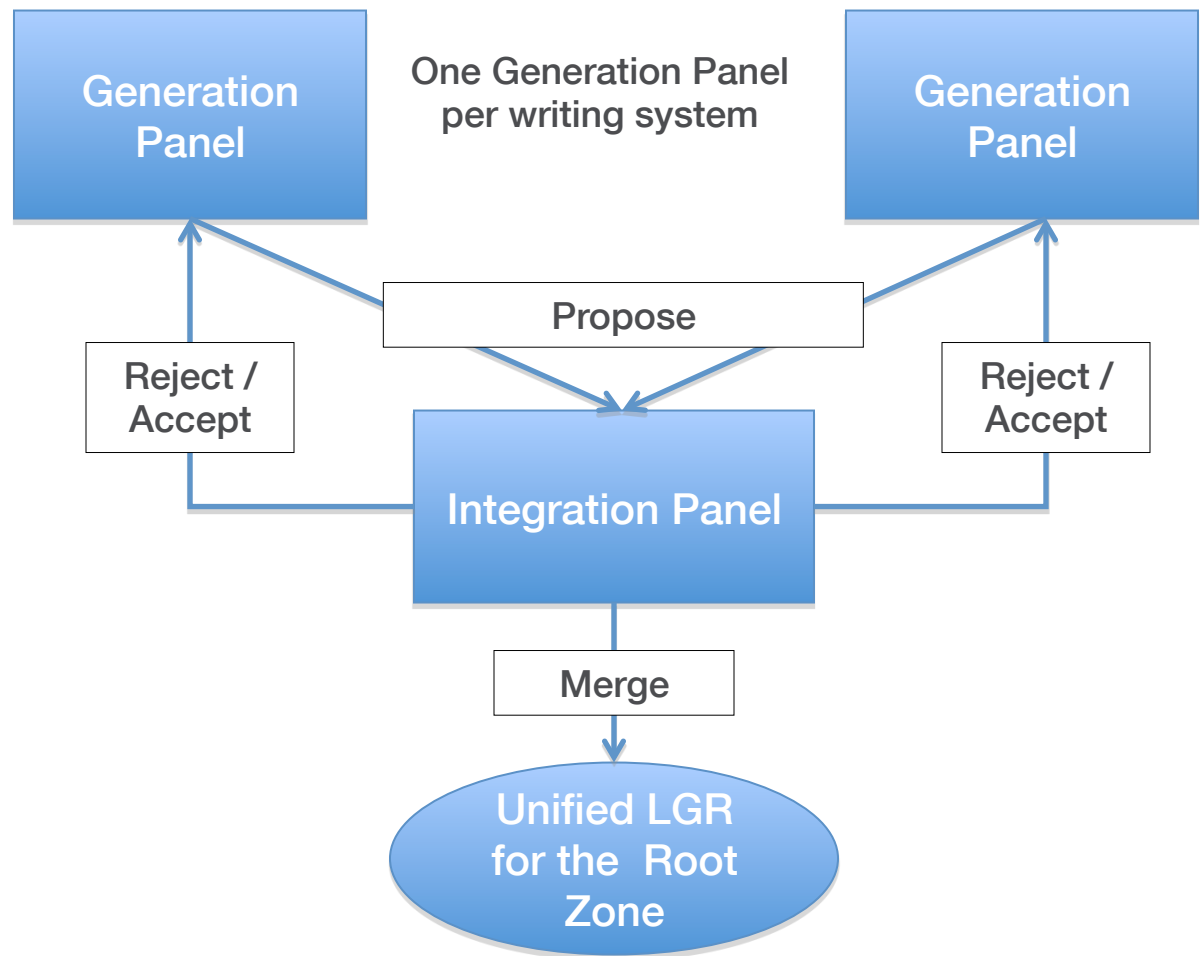 Generation
Panel
One Generation Panel
per writing system
Generation
Panel
Propose
Reject /
Accept
Reject /
Accept
Integration Panel
Merge
Unified LGR
for the Root
Zone